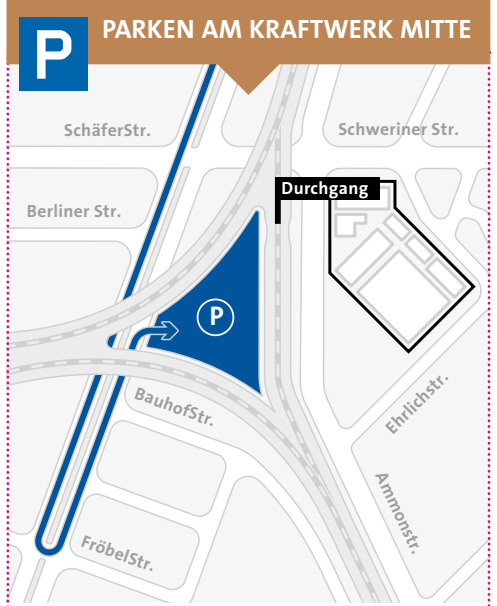 P
PARKEN AM KRAFTWERK MITTE
SchäferStr.
Schweriner Str.
Durchgang
Berliner Str.
P
BauhofStr.
Ehrlichstr.
Ammonstr.
FröbelStr.